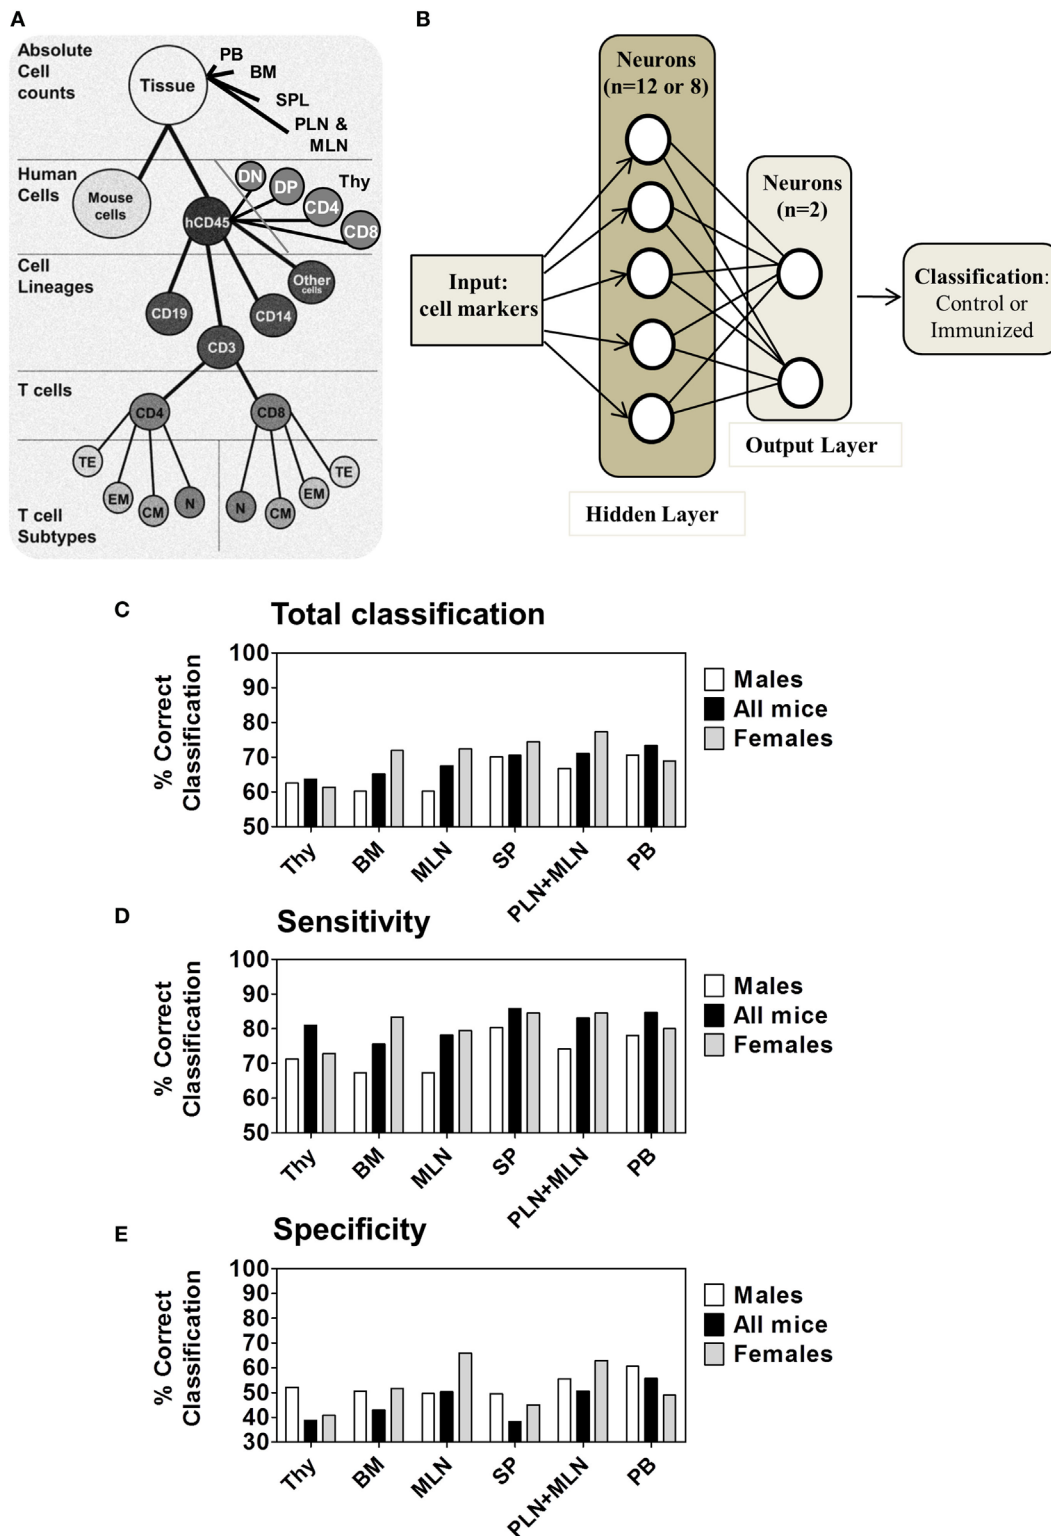 A
Absolute
Cell
counts
Tissue
PB
BM
SPL
PLN &
MLN
Human
Cells
Mouse
cells
hCD45
DN
DP
CD4
CD8
Thy
Cell
Lineages
CD19
CD14
Other
cells
CD3
T cells
CD4
CD8
TE
EM
CM
N
N
CM
EM
TE
T cell
Subtypes
B
Input:
cell markers
Neurons
(n=12 or 8)
Hidden Layer
Neurons
(n=2)
Output Layer
Classification:
Control or
Immunized
C
Total classification
% Correct
Classification
100
90
80
70
60
50
Thy
BM
MLN
SP
PLN+MLN
PB
Males
All mice
Females
D
Sensitivity
% Correct
Classification
100
90
80
70
60
50
Thy
BM
MLN
SP
PLN+MLN
PB
Males
All mice
Females
E
Specificity
% Correct
Classification
100
90
80
70
60
50
40
30
Thy
BM
MLN
SP
PLN+MLN
PB
Males
All mice
Females